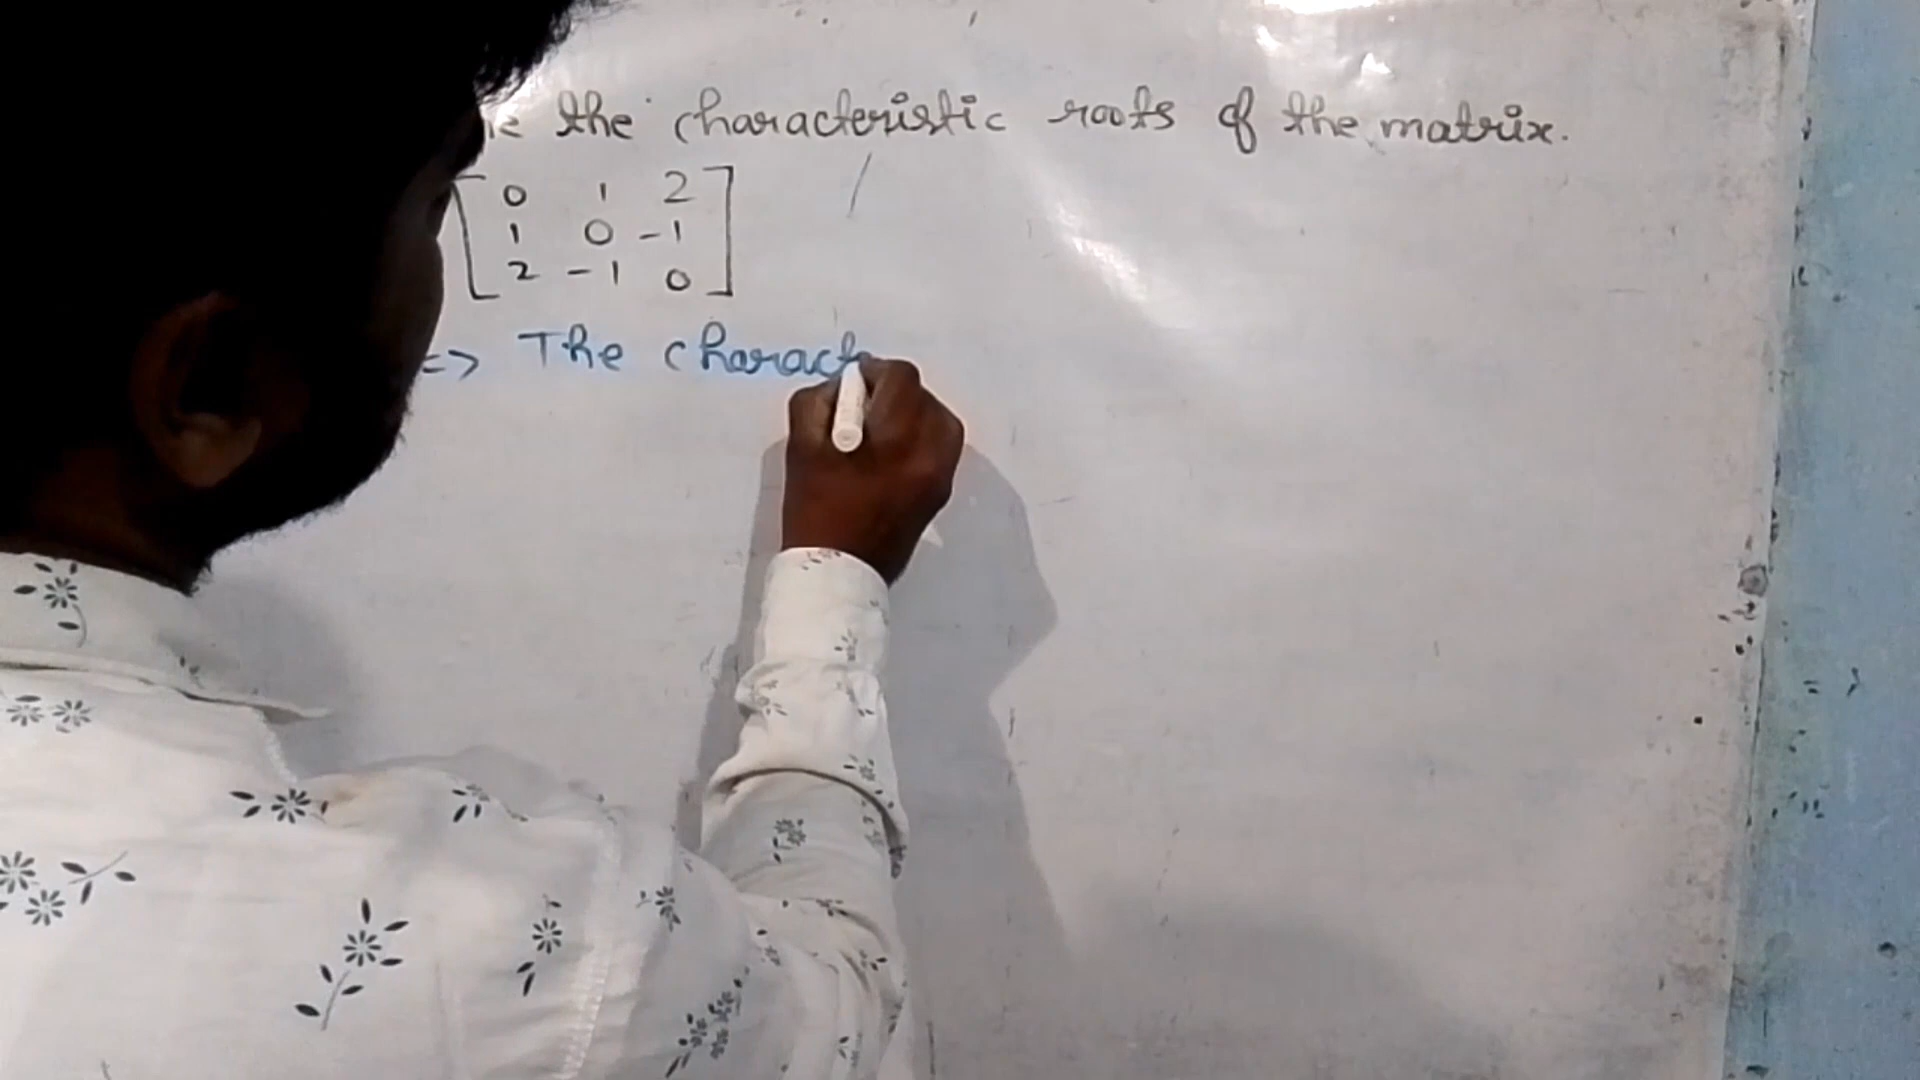 the characteristic roots of the matrix.
0 1 2
1 0 -1
2 -1 0
=> The charact